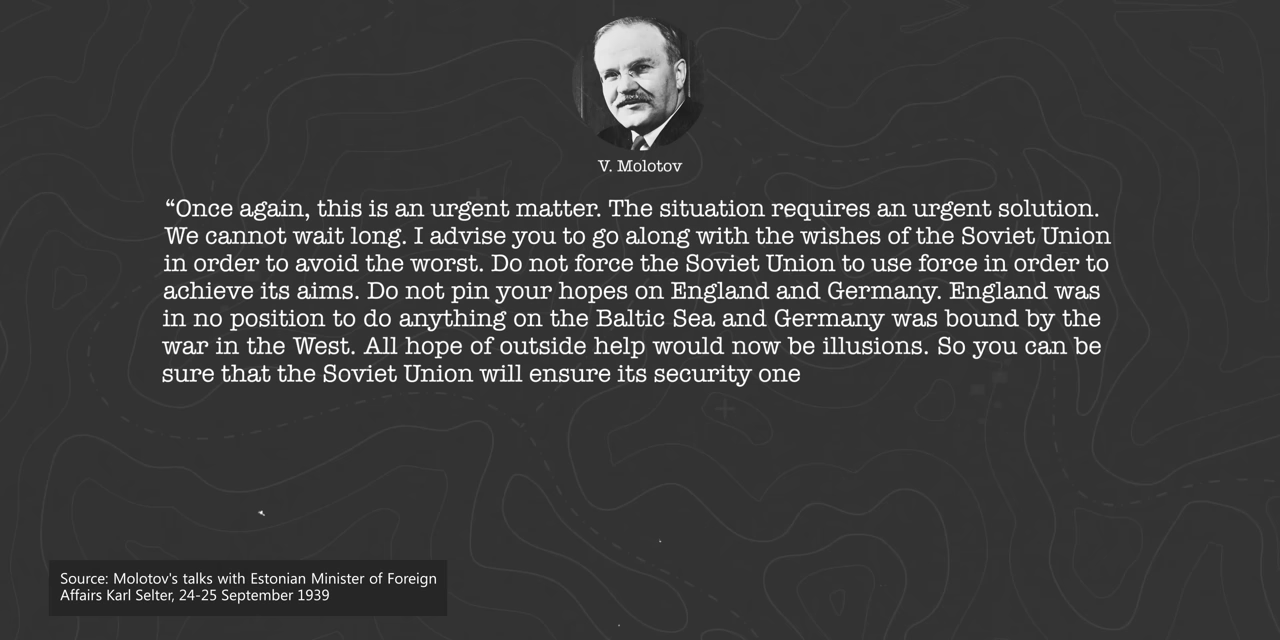 V. Molotov
“Once again, this is an urgent matter. The situation requires an urgent solution.
We cannot wait long. I advise you to go along with the wishes of the Soviet Union
in order to avoid the worst. Do not force the Soviet Union to use force in order to
achieve its aims. Do not pin your hopes on England and Germany. England was
in no position to do anything on the Baltic Sea and Germany was bound by the
war in the West. All hope of outside help would now be illusions. So you can be
sure that the Soviet Union will ensure its security one
Source: Molotov's talks with Estonian Minister of Foreign
Affairs Karl Selter, 24-25 September 1939